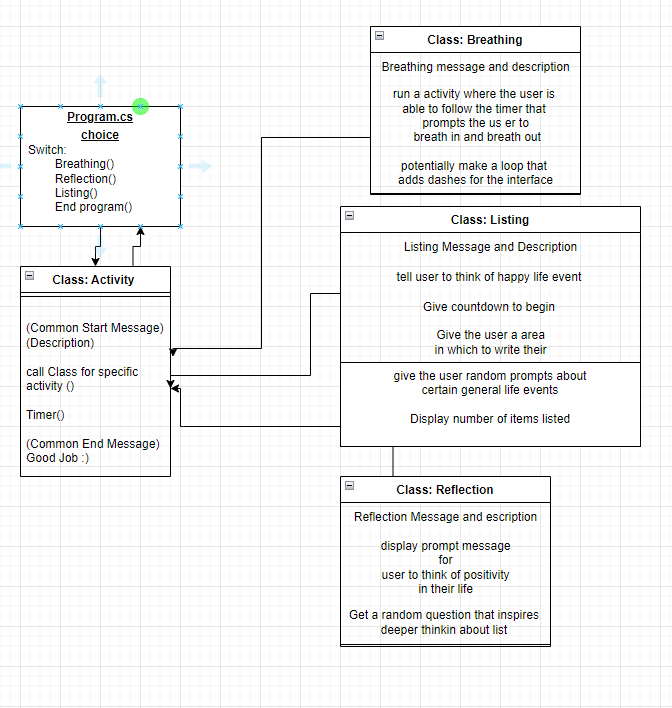 Program.cs
choice
Switch:
Breathing()
Reflection()
Listing()
End program()
Class: Activity
(Common Start Message)
(Description)
call Class for specific
activity ()
Timer()
(Common End Message)
Good Job :)
Class: Breathing
Breathing message and description
run a activity where the user is
able to follow the timer that
prompts the us er to
breath in and breath out
potentially make a loop that
adds dashes for the interface
Class: Listing
Listing Message and Description
tell user to think of happy life event
Give countdown to begin
Give the user a area
in which to write their
give the user random prompts about
certain general life events
Display number of items listed
Class: Reflection
Reflection Message and escription
display prompt message
for
user to think of positivity
in their life
Get a random question that inspires
deeper thinkin about list